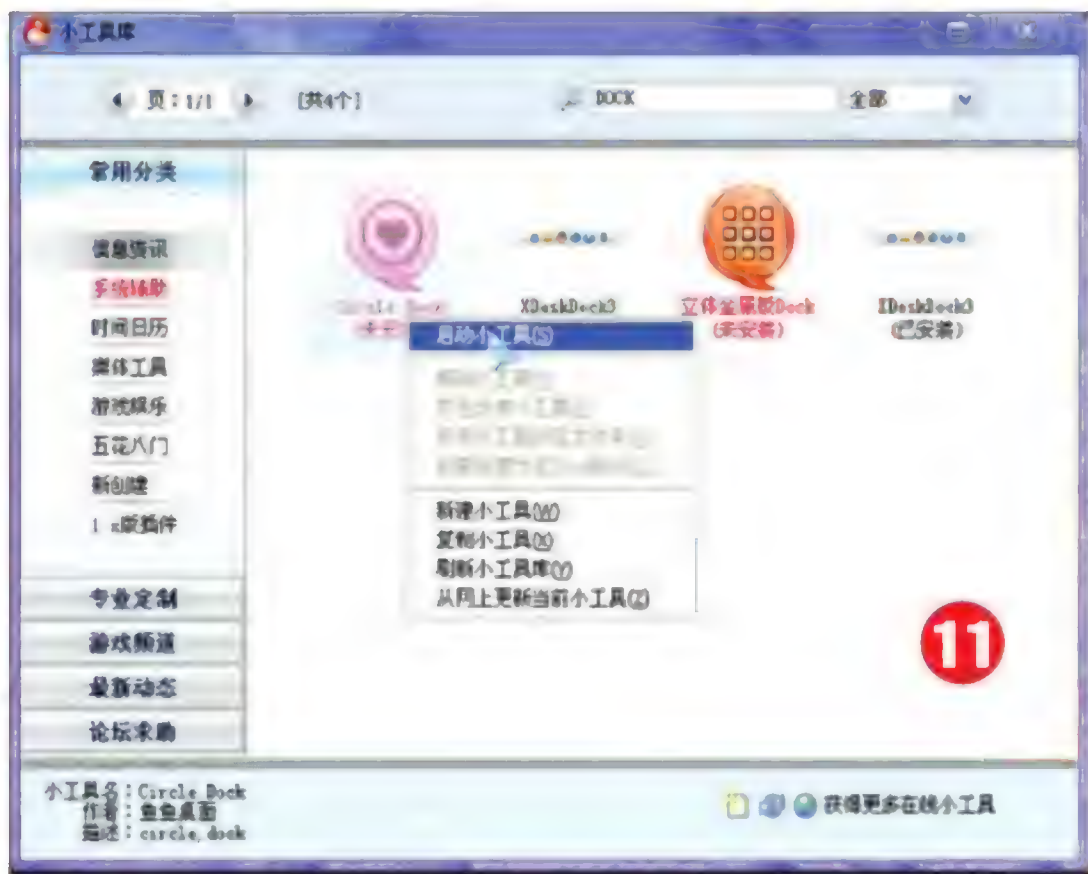 小工具库
页：1/1 [共4个] DOCK 全部
常用分类
信息资讯
系统辅助
时间日历
媒体工具
游戏娱乐
五花八门
新创建
1.x版插件
专业定制
游戏频道
最新动态
论坛求助
Circle Dock
XDeskDock3
立体金属板Dock
(未安装)
XDeskDock3
(已安装)
启动小工具(S)
新建小工具(W)
复制小工具(X)
刷新小工具库(Y)
从网上更新当前小工具(Z)
11
小工具名：Circle Dock
作者：鱼鱼桌面
描述：circle,dock
获得更多在线小工具